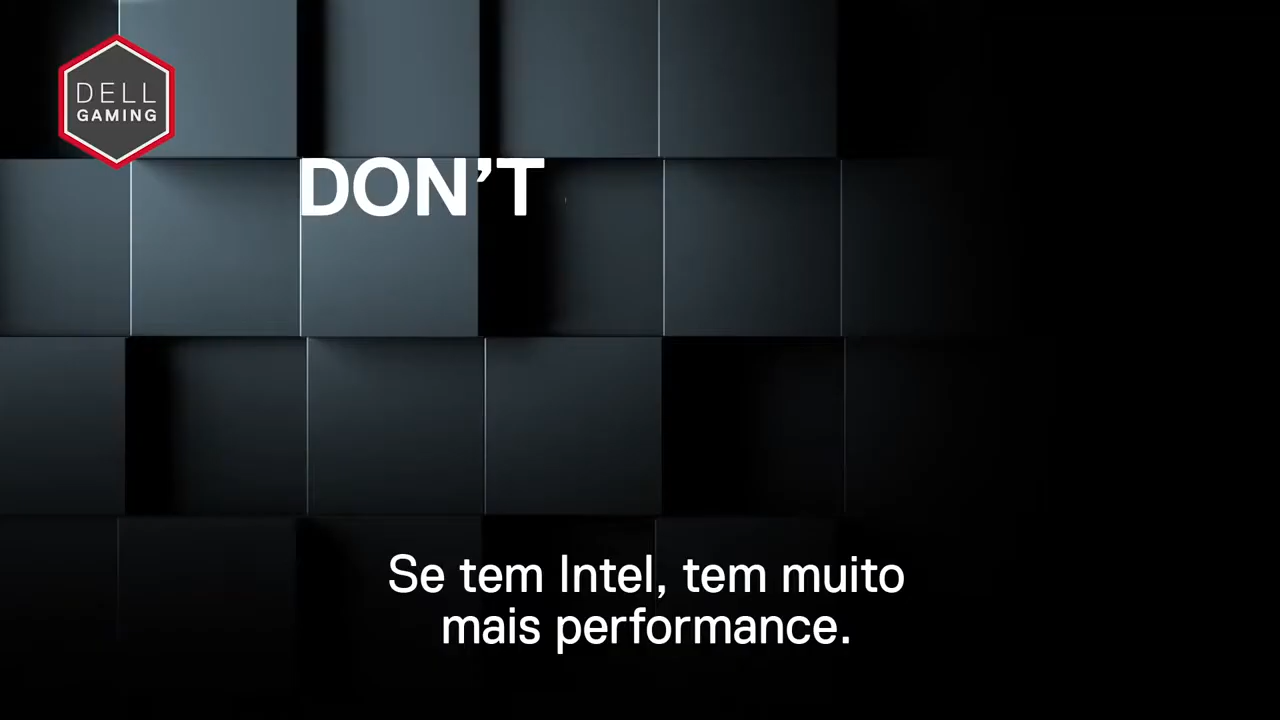 DELL
GAMING
DON’T
Se tem Intel, tem muito
mais performance.